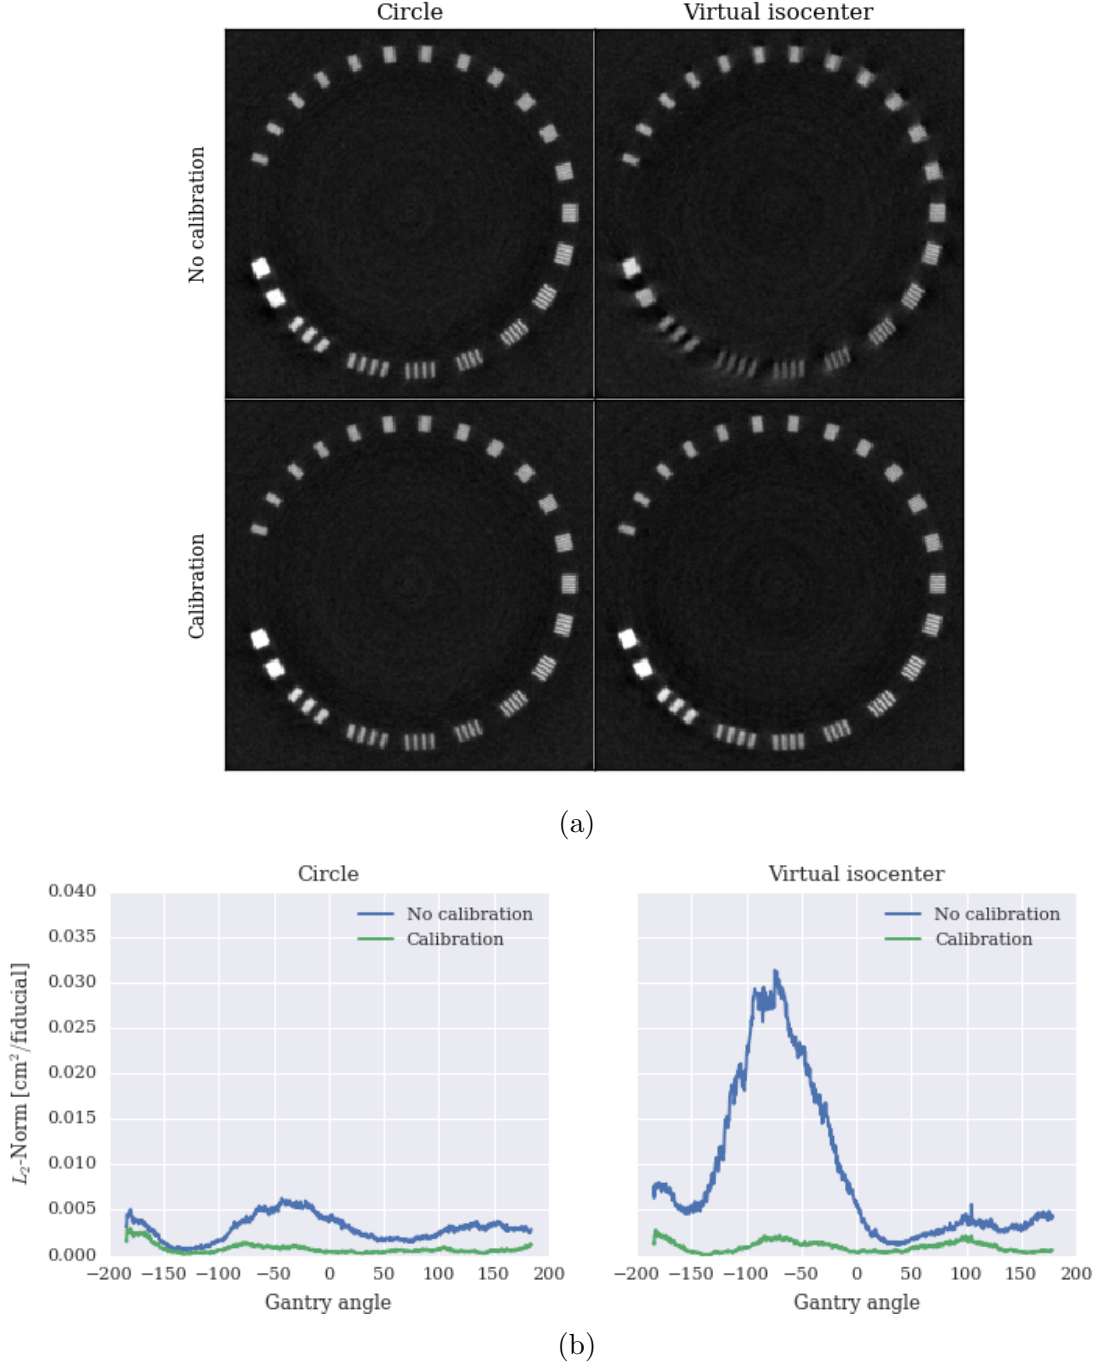 Circle Virtual isocenter
No calibration
Calibration
(a)
Circle Virtual isocenter
L₂-Norm [cm²/fiducial]
0.040
0.035
0.030
0.025
0.020
0.015
0.010
0.005
0.000
No calibration
Calibration
No calibration
Calibration
−200 −150 −100 −50 0 50 100 150 200
−200 −150 −100 −50 0 50 100 150 200
Gantry angle Gantry angle
(b)